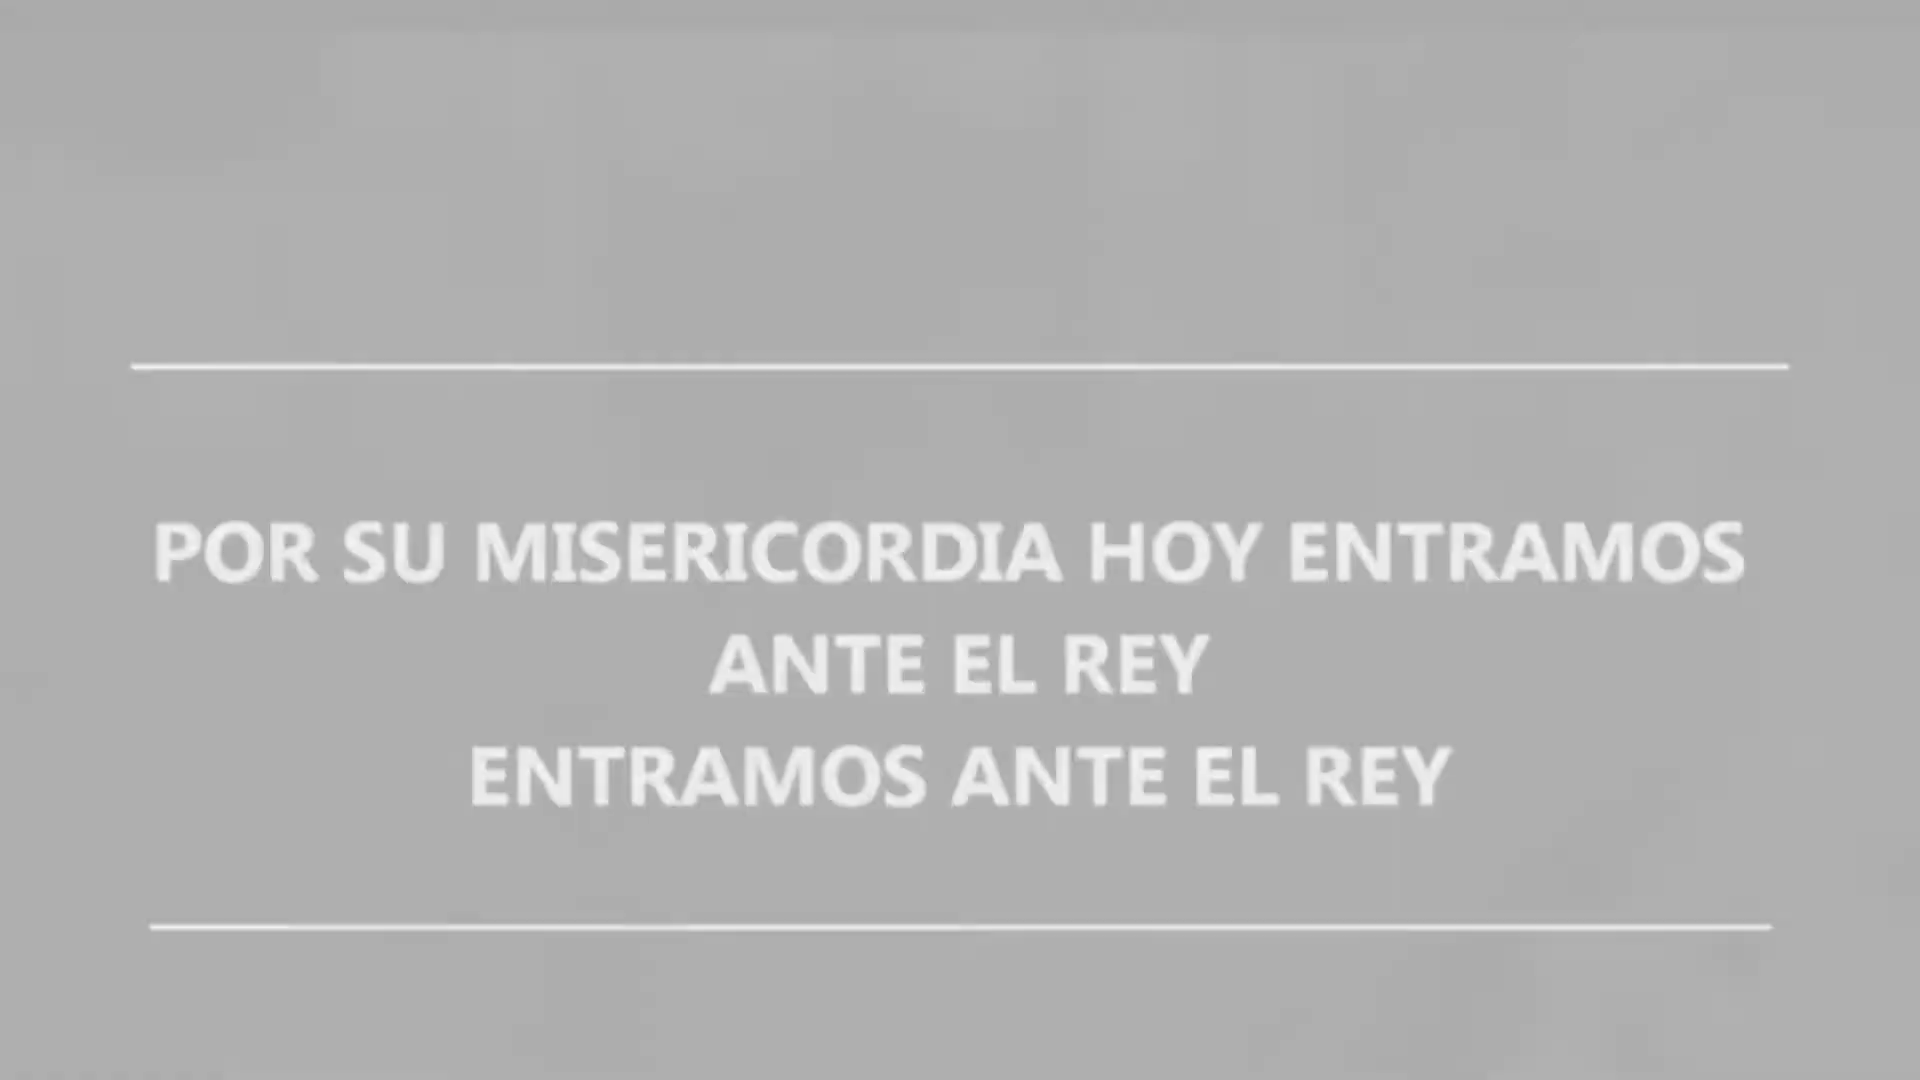 POR SU MISERICORDIA HOY ENTRAMOS
ANTE EL REY
ENTRAMOS ANTE EL REY